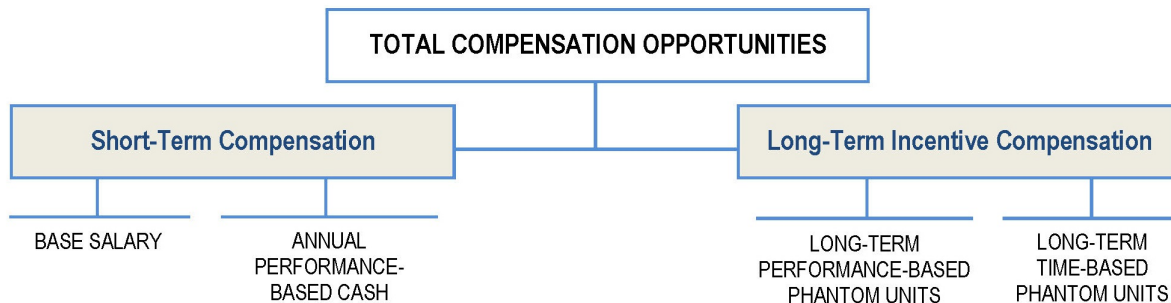 TOTAL COMPENSATION OPPORTUNITIES
Short-Term Compensation
Long-Term Incentive Compensation
BASE SALARY
ANNUAL
PERFORMANCE-
BASED CASH
LONG-TERM
PERFORMANCE-BASED
PHANTOM UNITS
LONG-TERM
TIME-BASED
PHANTOM UNITS